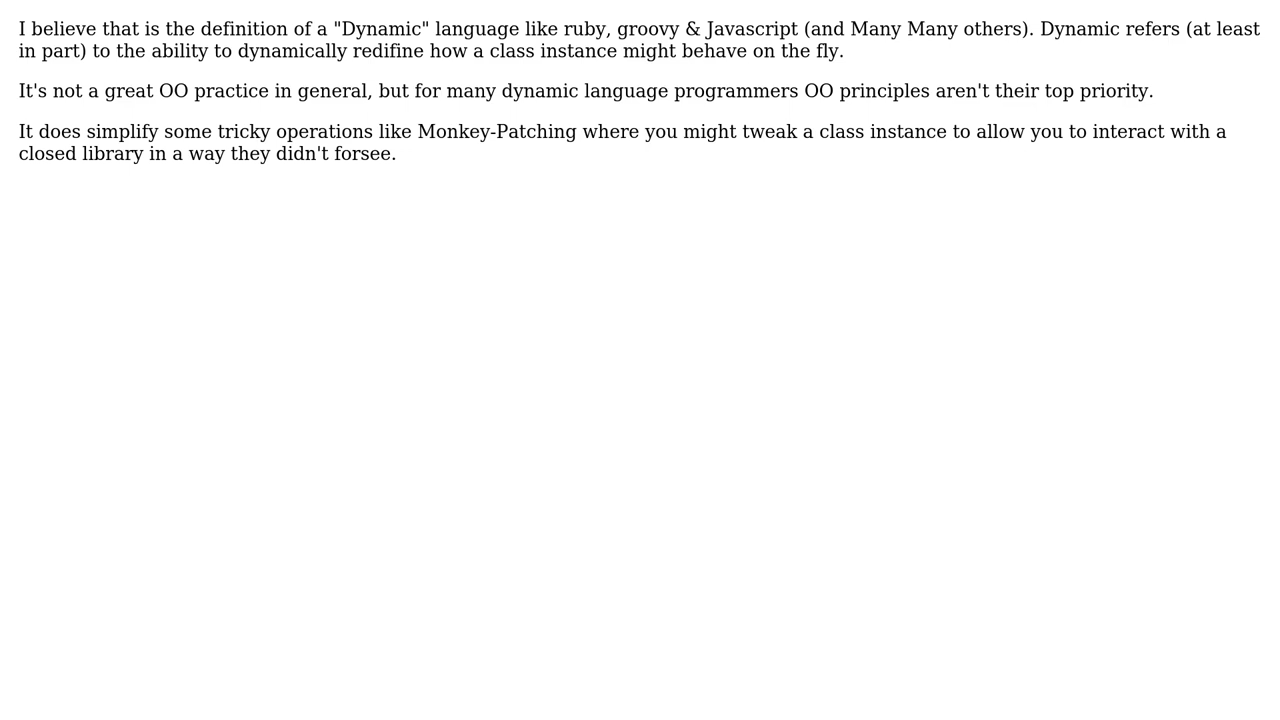 I believe that is the definition of a "Dynamic" language like ruby, groovy & Javascript (and Many Many others). Dynamic refers (at least
in part) to the ability to dynamically redifine how a class instance might behave on the fly.
It's not a great OO practice in general, but for many dynamic language programmers OO principles aren't their top priority.
It does simplify some tricky operations like Monkey-Patching where you might tweak a class instance to allow you to interact with a
closed library in a way they didn't forsee.